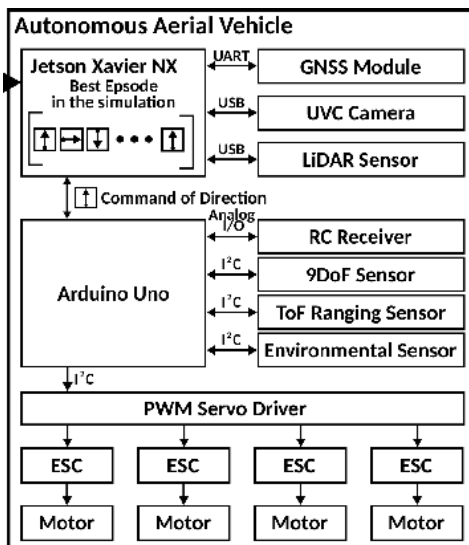 Autonomous Aerial Vehicle
Jetson Xavier NX
Best Epsode
in the simulation
UART
GNSS Module
USB
UVC Camera
USB
LiDAR Sensor
Command of Direction
Analog
I/O
RC Receiver
Arduino Uno
I²C
9DoF Sensor
I²C
ToF Ranging Sensor
I²C
Environmental Sensor
I²C
PWM Servo Driver
ESC ESC ESC ESC
Motor Motor Motor Motor